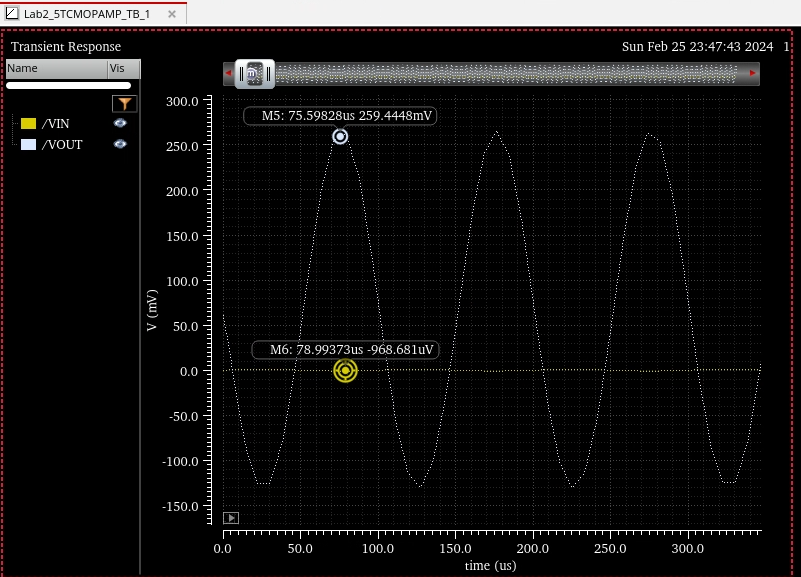 Lab2_5TCMOPAMP_TB_1
Transient Response
Sun Feb 25 23:47:43 2024 1
Name Vis
/VIN
/VOUT
300.0
250.0
200.0
150.0
100.0
50.0
0.0
-50.0
-100.0
-150.0
V (mV)
M5: 75.59828us 259.4448mV
M6: 78.99373us -968.681uV
0.0 50.0 100.0 150.0 200.0 250.0 300.0
time (us)